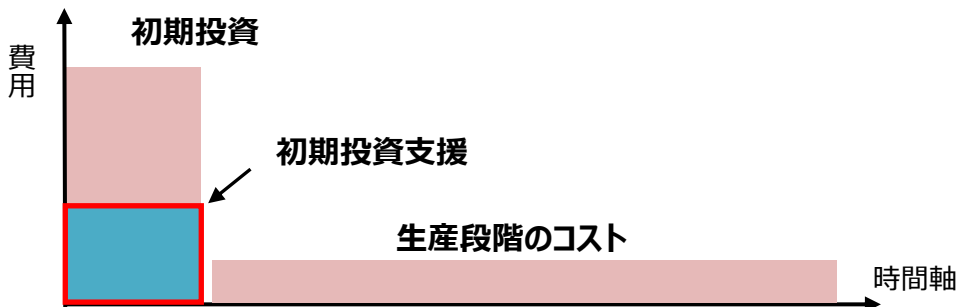 初期投資
費用
初期投資支援
生産段階のコスト
時間軸